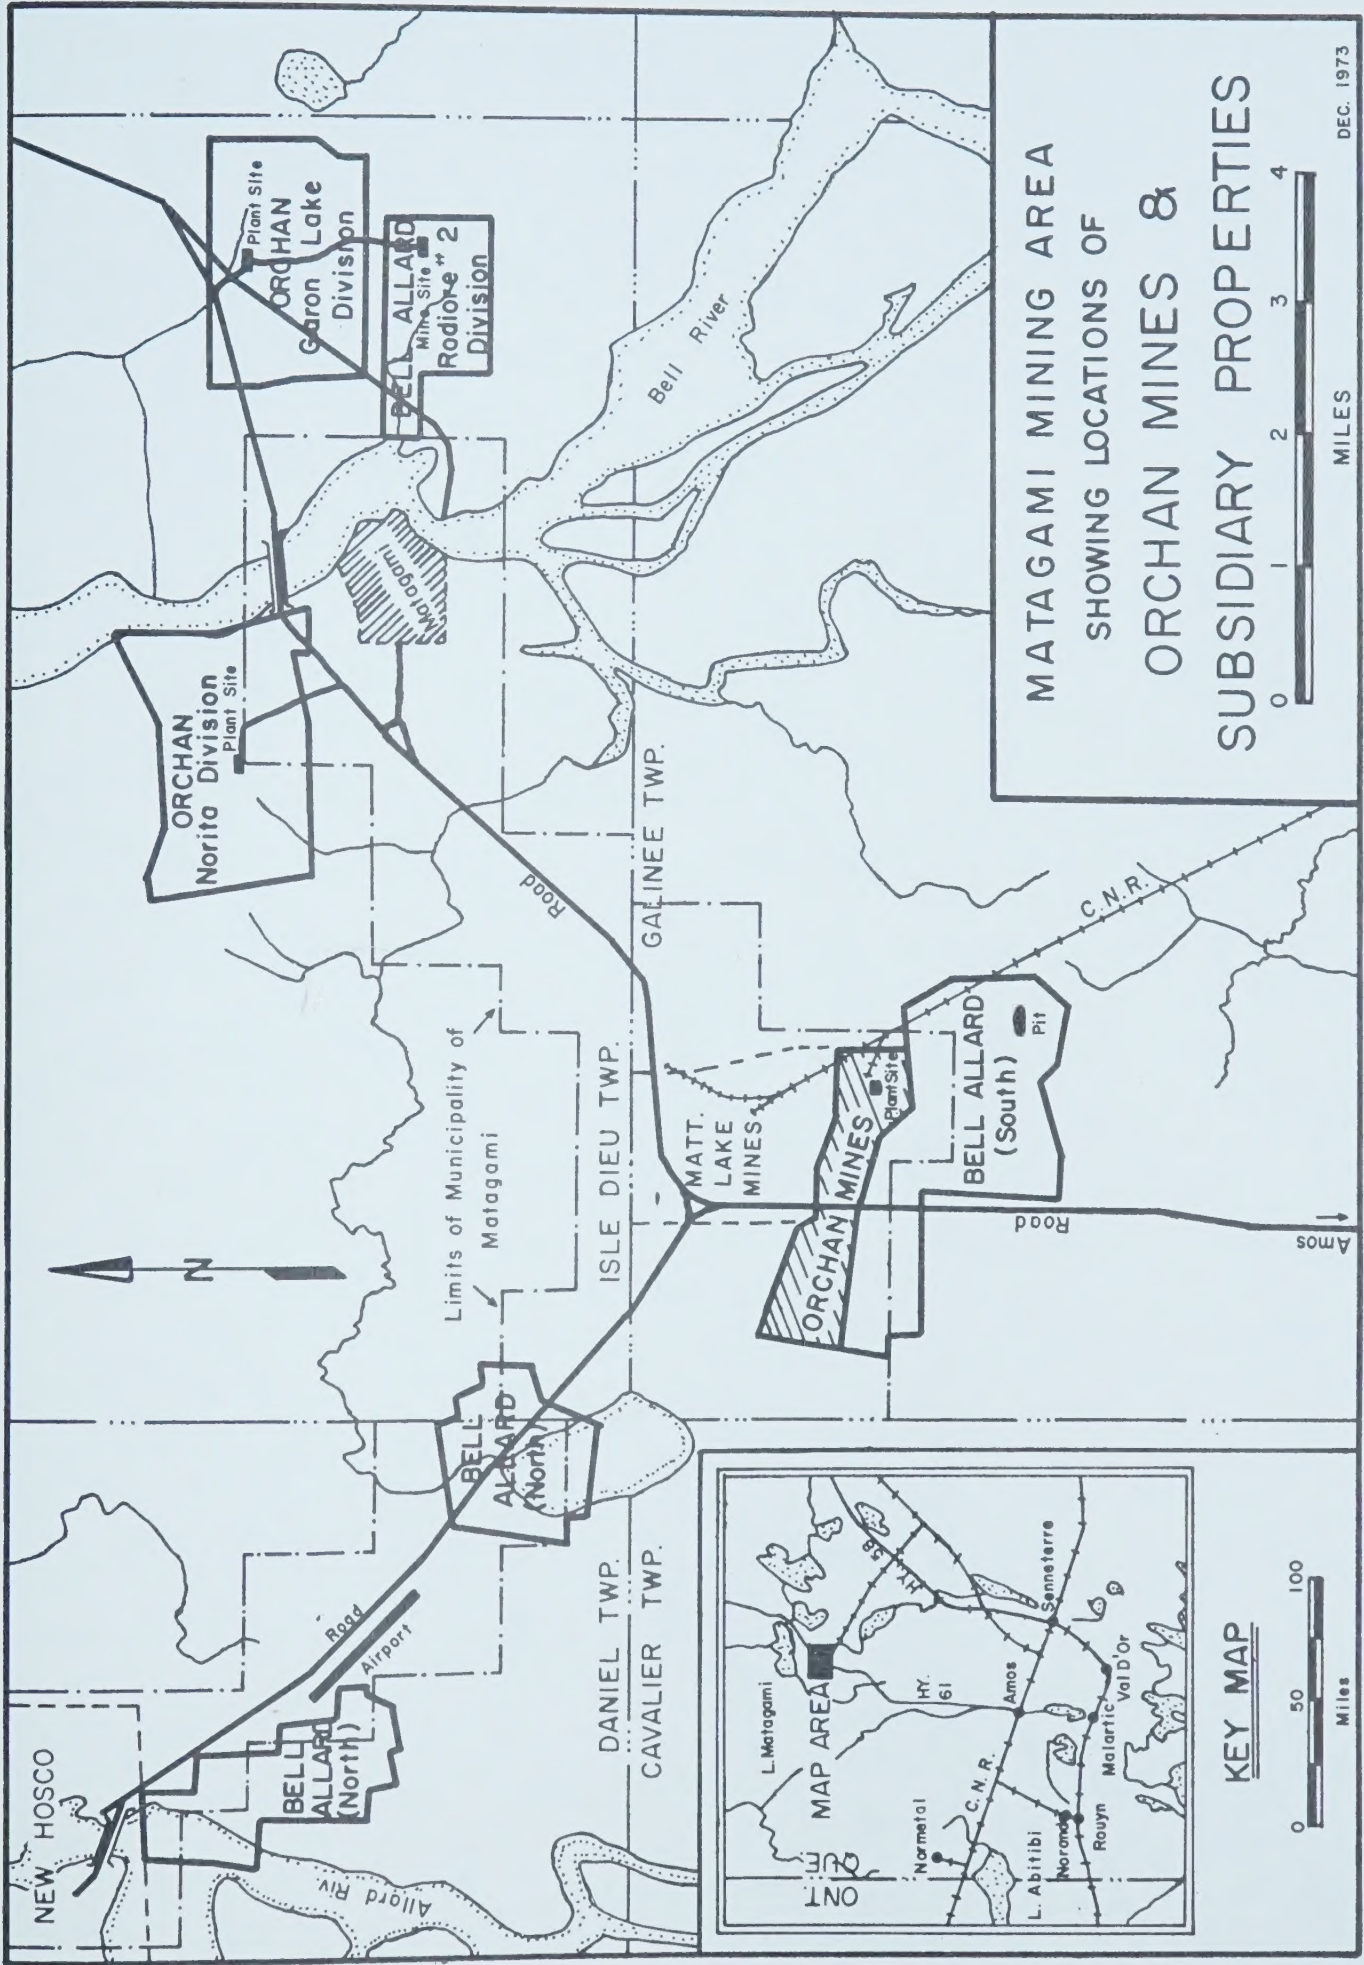 NEW HOSCO
Allard Riv.
BELL
ALLARD
(North)
Road
Airport
DANIEL TWP.
CAVALIER TWP.
BELL
ALLARD
(North)
N
Limits of Municipality of
Matagami
ISLE DIEU TWP.
GALINEE TWP.
Road
ORCHAN
Norita Division
Plant Site
Matagami
ORCHAN
Garon Lake
Division
Plant Site
BELL ALLARD
Mine Site
Radiore #2
Division
Bell River
MATT.
LAKE
MINES
ORCHAN MINES
Plant Site
BELL ALLARD
(South)
Pit
C.N.R.
Road
Amos
KEY MAP
0 50 100
Miles
ONT
QUE
L. Matagami
MAP AREA
Normetal
C.N.R.
L. Abitibi
Noranda
Rouyn
Malartic
Val D'Or
Amos
HY.
61
HY. 58
Senneterre
MATAGAMI MINING AREA
SHOWING LOCATIONS OF
ORCHAN MINES &
SUBSIDIARY PROPERTIES
0 1 2 3 4
MILES
DEC. 1973